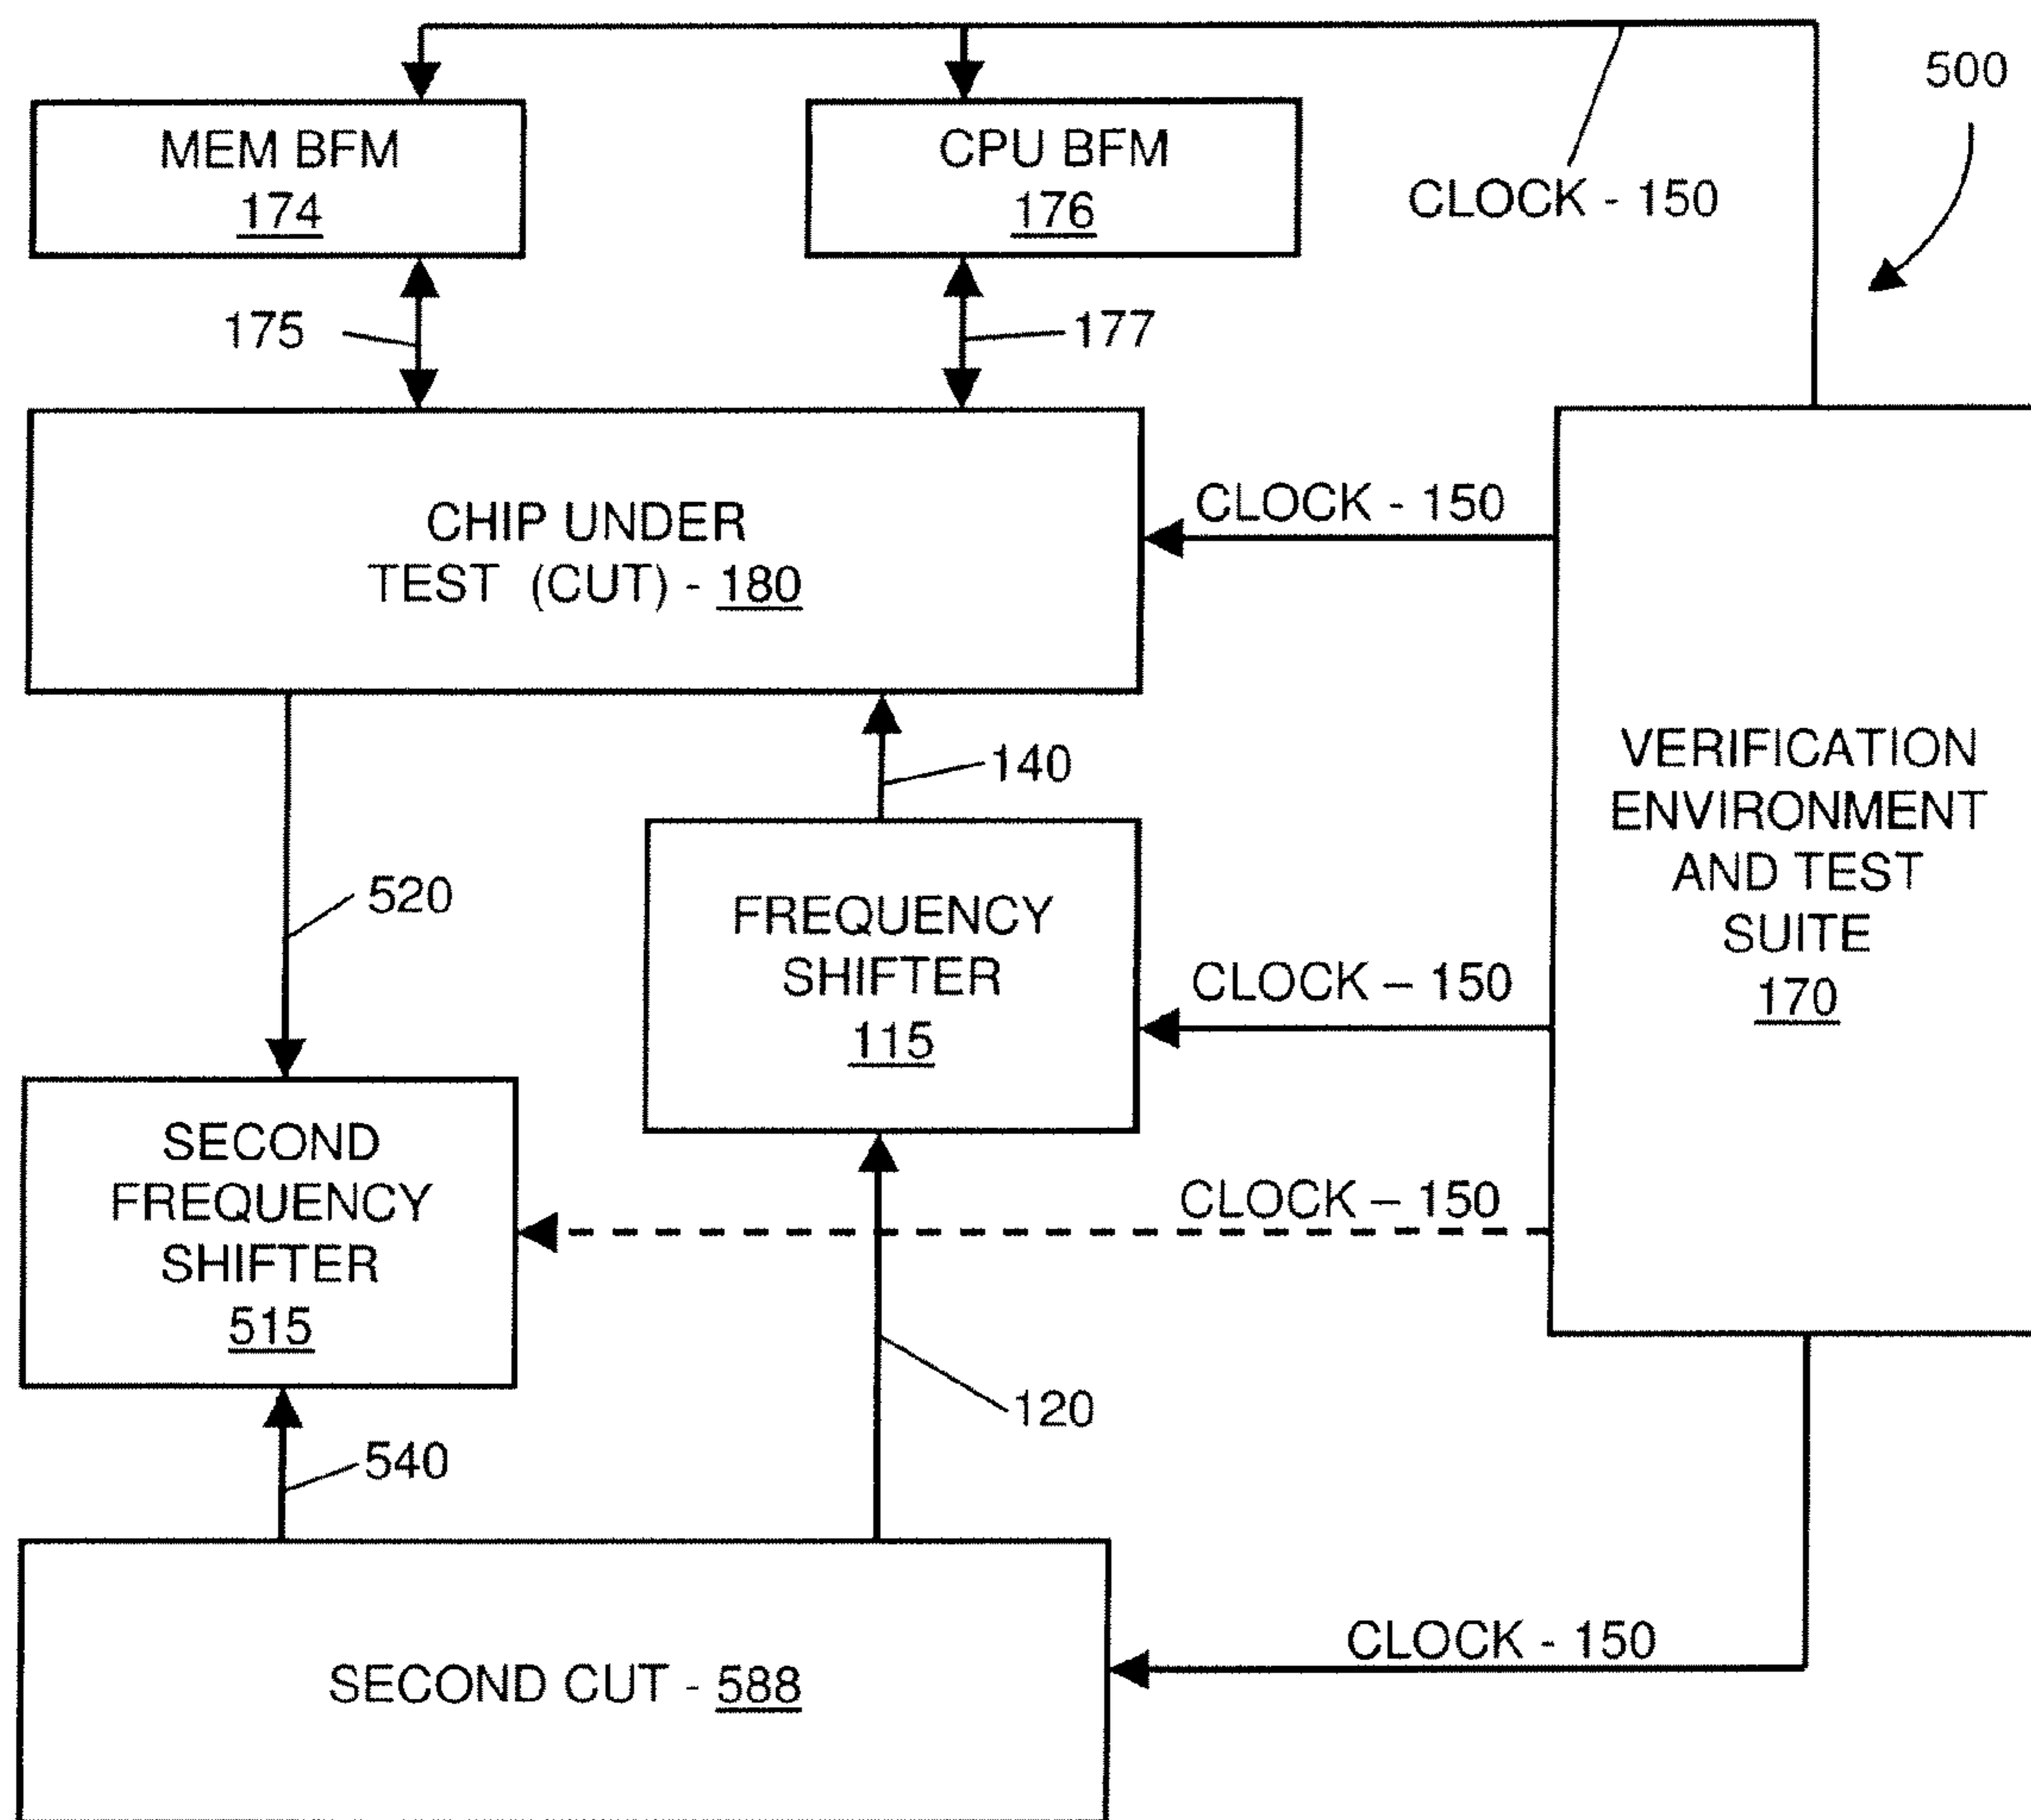 500
MEM BFM
174
CPU BFM
176
CLOCK - 150
175
177
CHIP UNDER
TEST (CUT) - 180
CLOCK - 150
140
VERIFICATION
ENVIRONMENT
AND TEST
SUITE
170
520
FREQUENCY
SHIFTER
115
CLOCK – 150
SECOND
FREQUENCY
SHIFTER
515
CLOCK – 150
120
540
CLOCK - 150
SECOND CUT - 588